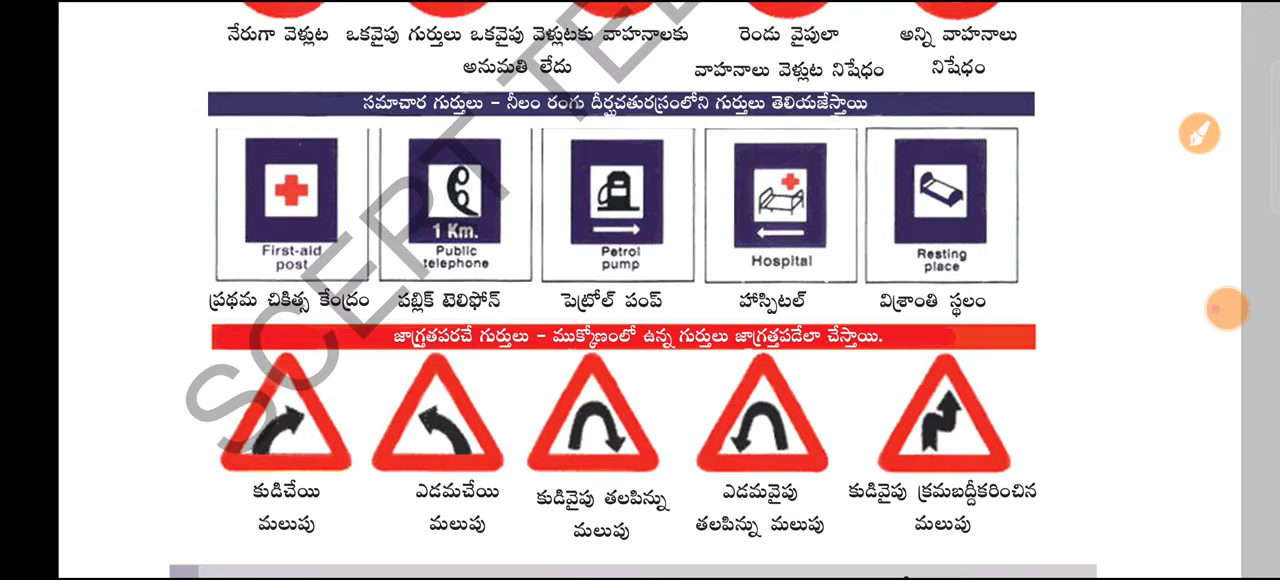 నేరుగా వెళ్లుట ఒకవైపు గుర్తులు ఒకవైపు వెళ్లుటకు వాహనాలకు రెండు వైపులా అన్ని వాహనాలు
అనుమతి లేదు వాహనాలు వెళ్లుట నిషేధం నిషేధం
సమాచార గుర్తులు - నీలం రంగు దీర్ఘచతురస్రంలోని గుర్తులు తెలియజేస్తాయి
1 Km.
First-aid post
Public telephone
Petrol pump
Hospital
Resting place
ప్రథమ చికిత్స కేంద్రం పబ్లిక్ టెలిఫోన్ పెట్రోల్ పంప్ హాస్పిటల్ విశ్రాంతి స్థలం
జాగ్రతపరచే గుర్తులు - ముక్కోణంలో ఉన్న గుర్తులు జాగ్రత్తపడేలా చేస్తాయి.
కుడిచేయి ఎడమచేయి కుడివైపు తలపిన్ను ఎడమవైపు కుడివైపు క్రమబద్దీకరించిన
మలుపు మలుపు మలుపు తలపిన్ను మలుపు మలుపు